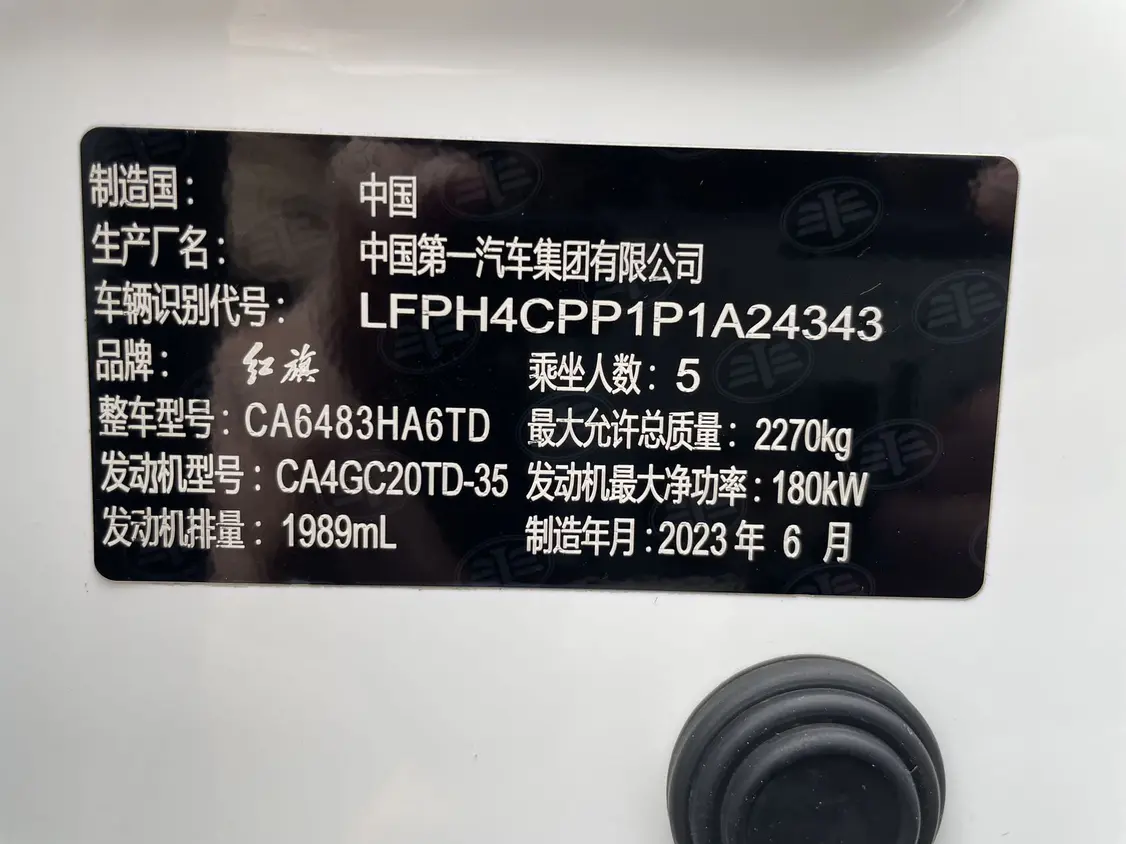 制造国： 中国
生产厂名： 中国第一汽车集团有限公司
车辆识别代号： LFPH4CPP1P1A24343
品牌： 红旗 乘坐人数：5
整车型号：CA6483HA6TD 最大允许总质量：2270kg
发动机型号：CA4GC20TD-35 发动机最大净功率：180kW
发动机排量：1989mL 制造年月：2023年 6 月